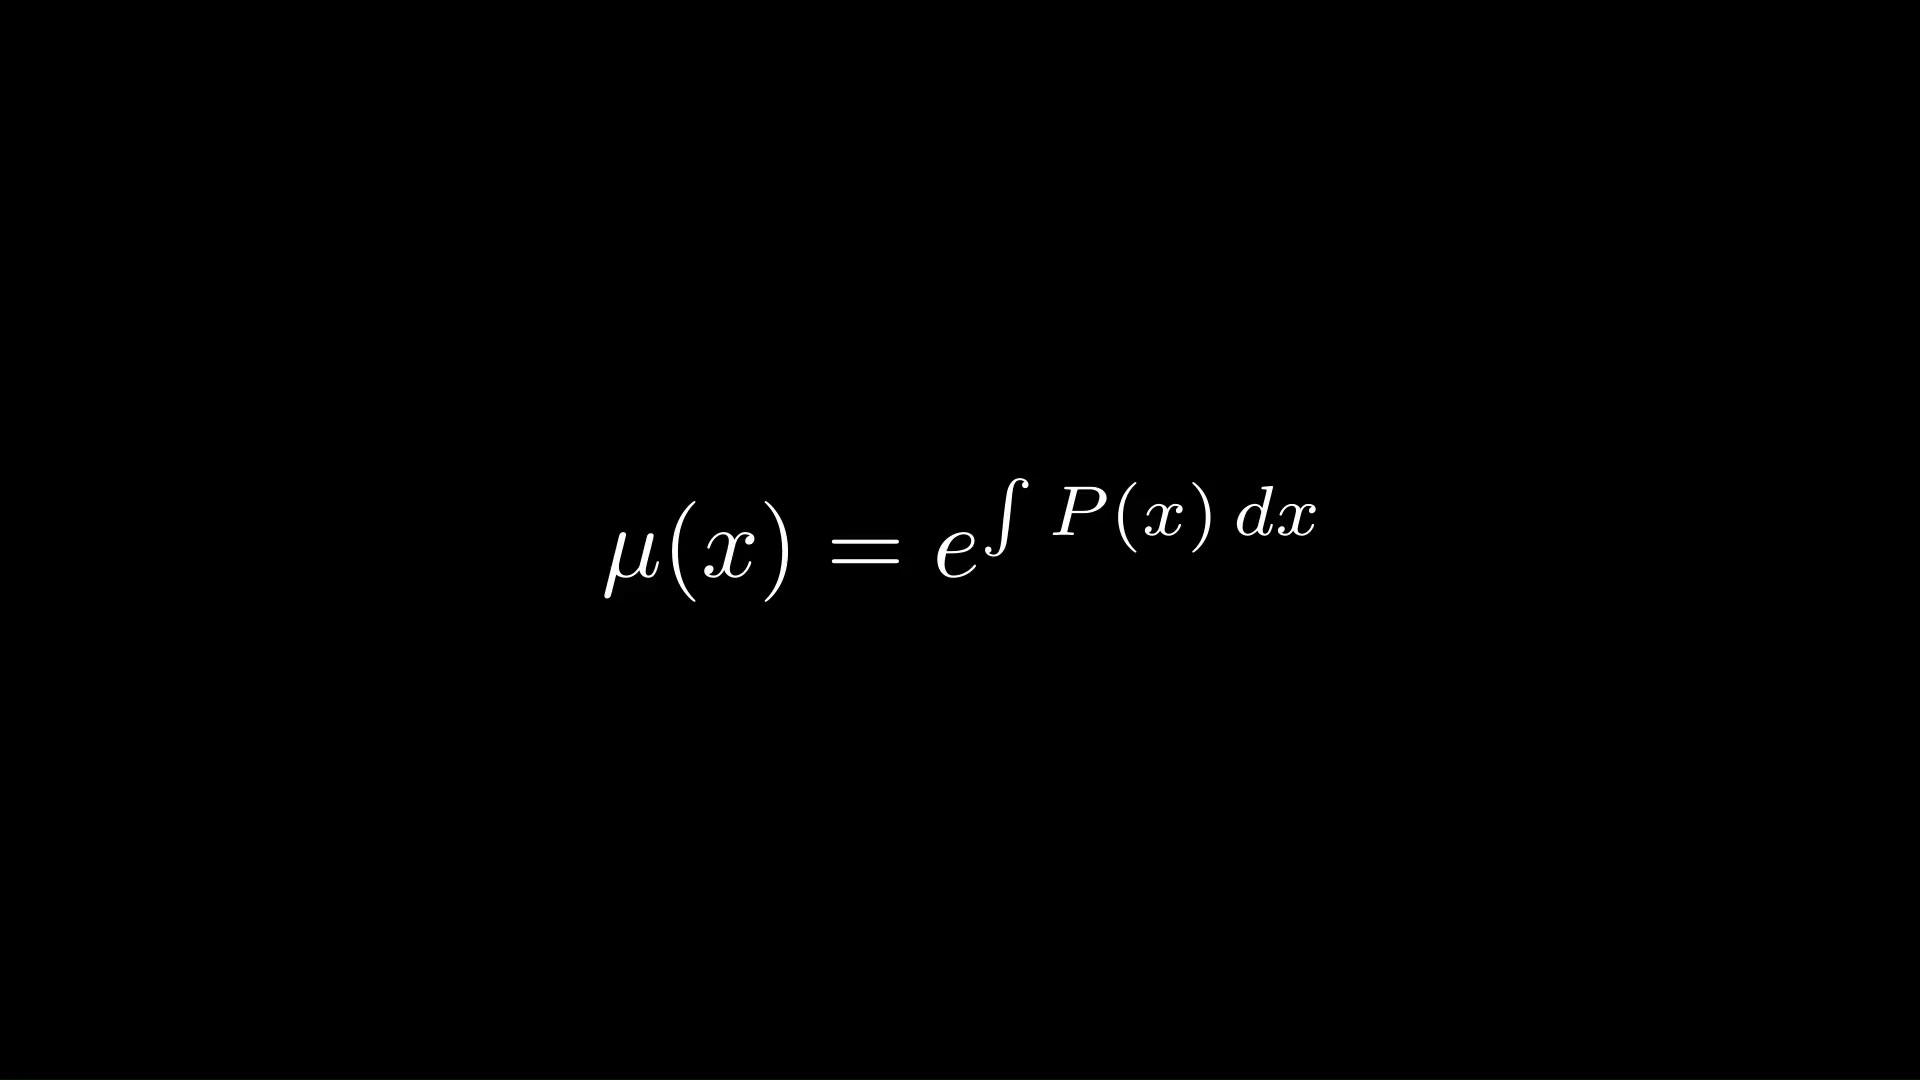 μ(x) = e^{∫ P(x) dx}